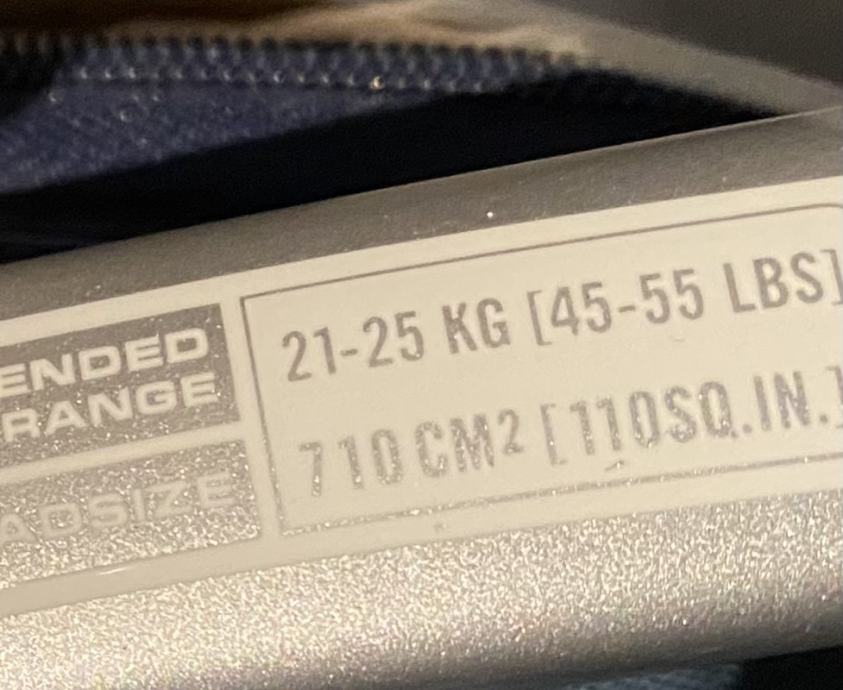 ENDED
RANGE
21-25 KG [45-55 LBS]
ADSIZE
710 CM² [110SQ.IN.]